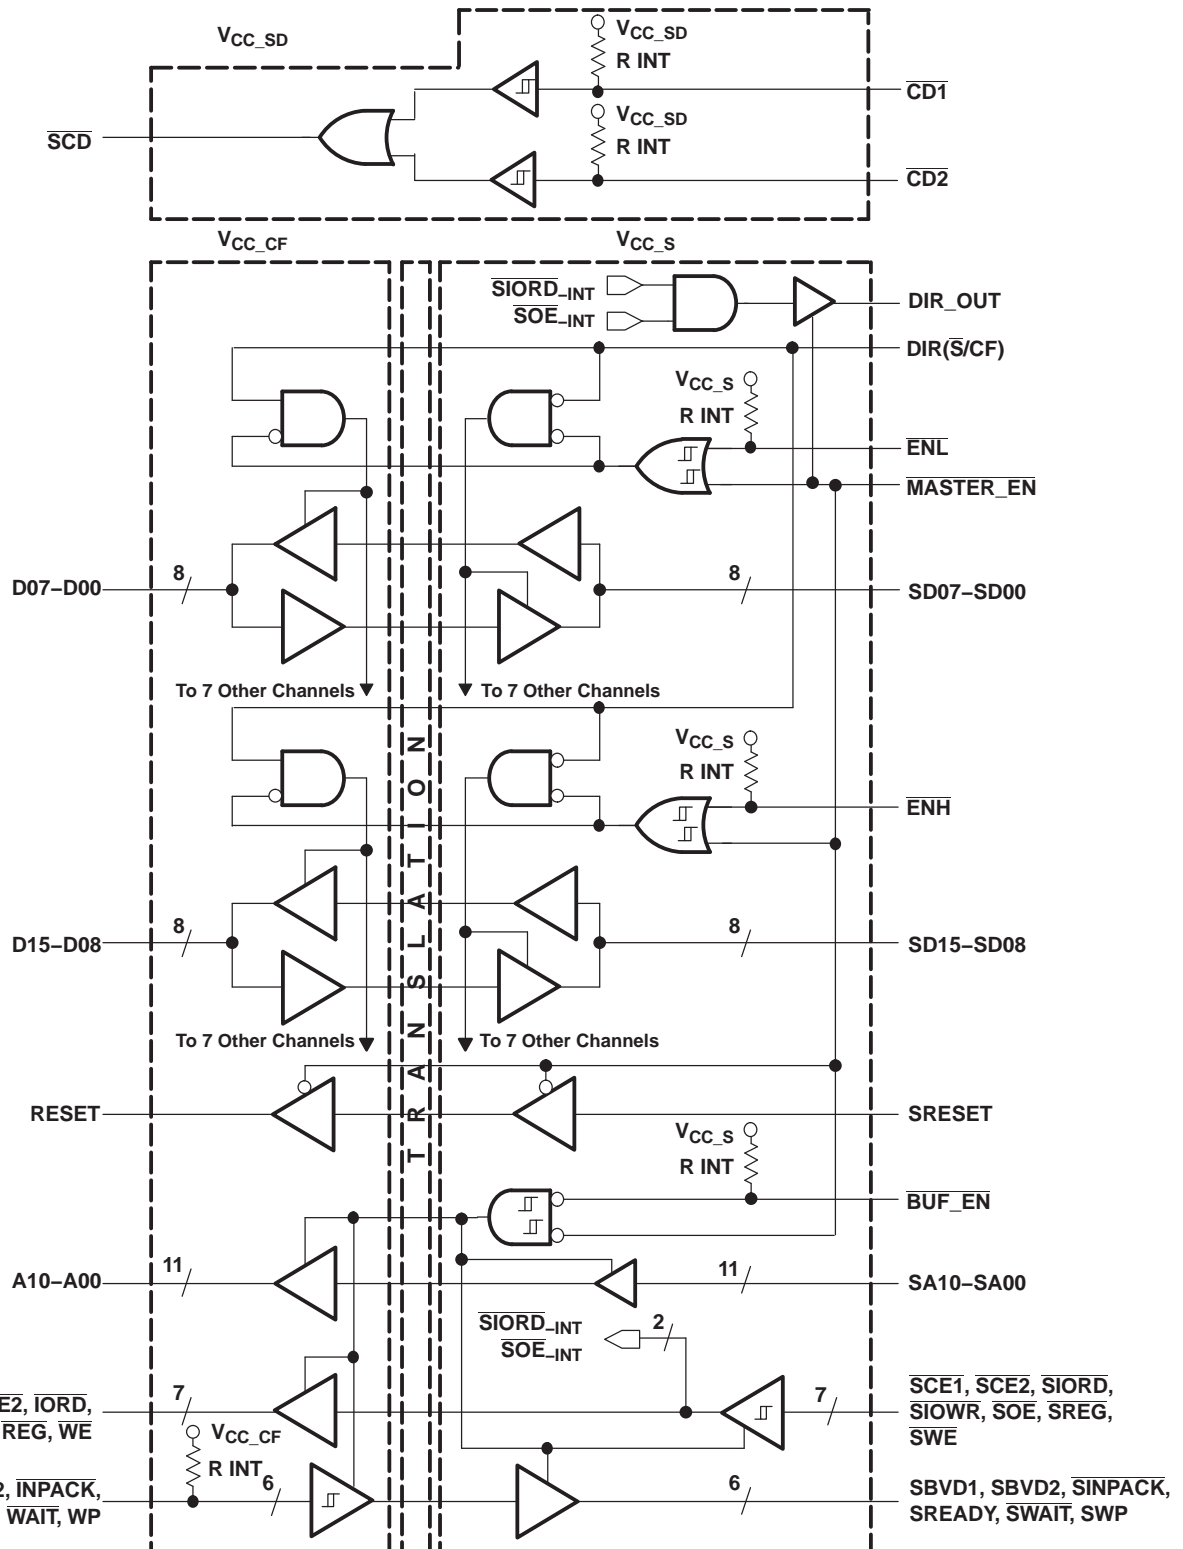 VCC_SD
VCC_SD
R INT
CD1
SCD
VCC_SD
R INT
CD2
VCC_CF
VCC_S
SIORD–INT
SOE–INT
DIR_OUT
DIR(S/CF)
VCC_S
R INT
ENL
MASTER_EN
D07–D00
8
8
SD07–SD00
To 7 Other Channels
To 7 Other Channels
TRANSLATION
VCC_S
R INT
ENH
D15–D08
8
8
SD15–SD08
To 7 Other Channels
To 7 Other Channels
RESET
SRESET
VCC_S
R INT
BUF_EN
A10–A00
11
11
SA10–SA00
SIORD–INT
SOE–INT
2
E2, IORD,
REG, WE
7
7
SCE1, SCE2, SIORD,
SIOWR, SOE, SREG,
SWE
VCC_CF
R INT
INPACK,
WAIT, WP
6
6
SBVD1, SBVD2, SINPACK,
SREADY, SWAIT, SWP